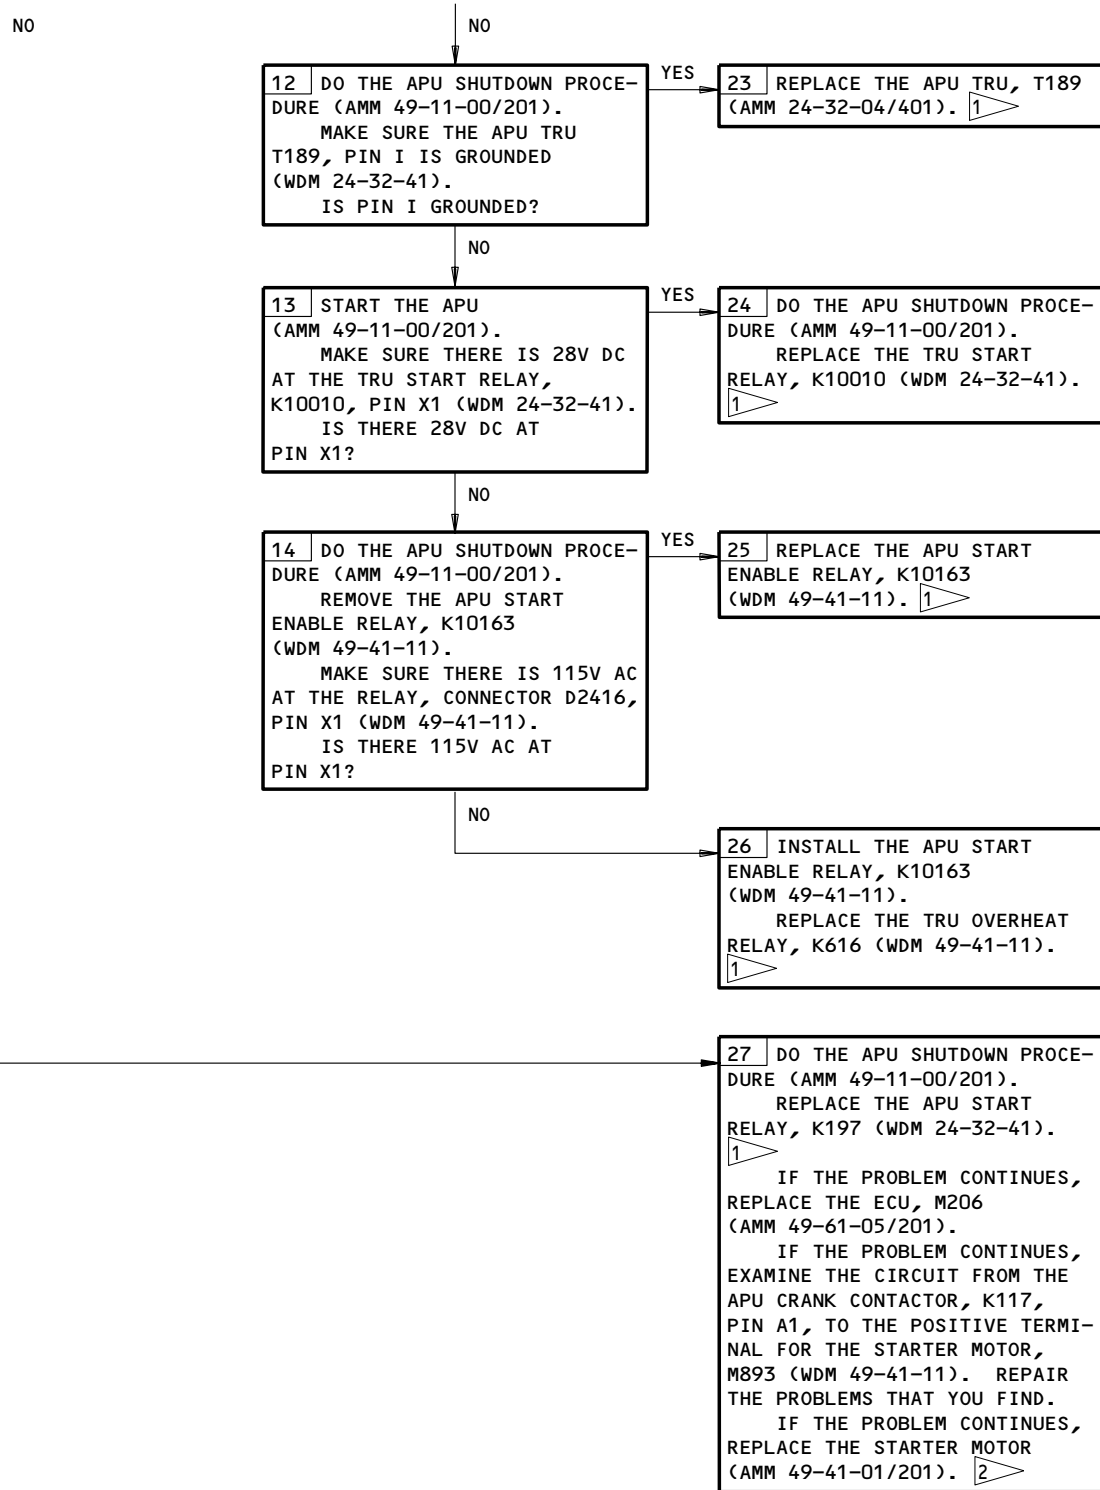 NO
NO
12 DO THE APU SHUTDOWN PROCE-
DURE (AMM 49-11-00/201).
MAKE SURE THE APU TRU
T189, PIN I IS GROUNDED
(WDM 24-32-41).
IS PIN I GROUNDED?
YES
23 REPLACE THE APU TRU, T189
(AMM 24-32-04/401). 1
NO
13 START THE APU
(AMM 49-11-00/201).
MAKE SURE THERE IS 28V DC
AT THE TRU START RELAY,
K10010, PIN X1 (WDM 24-32-41).
IS THERE 28V DC AT
PIN X1?
YES
24 DO THE APU SHUTDOWN PROCE-
DURE (AMM 49-11-00/201).
REPLACE THE TRU START
RELAY, K10010 (WDM 24-32-41).
1
NO
14 DO THE APU SHUTDOWN PROCE-
DURE (AMM 49-11-00/201).
REMOVE THE APU START
ENABLE RELAY, K10163
(WDM 49-41-11).
MAKE SURE THERE IS 115V AC
AT THE RELAY, CONNECTOR D2416,
PIN X1 (WDM 49-41-11).
IS THERE 115V AC AT
PIN X1?
YES
25 REPLACE THE APU START
ENABLE RELAY, K10163
(WDM 49-41-11). 1
NO
26 INSTALL THE APU START
ENABLE RELAY, K10163
(WDM 49-41-11).
REPLACE THE TRU OVERHEAT
RELAY, K616 (WDM 49-41-11).
1
27 DO THE APU SHUTDOWN PROCE-
DURE (AMM 49-11-00/201).
REPLACE THE APU START
RELAY, K197 (WDM 24-32-41).
1
IF THE PROBLEM CONTINUES,
REPLACE THE ECU, M206
(AMM 49-61-05/201).
IF THE PROBLEM CONTINUES,
EXAMINE THE CIRCUIT FROM THE
APU CRANK CONTACTOR, K117,
PIN A1, TO THE POSITIVE TERMI-
NAL FOR THE STARTER MOTOR,
M893 (WDM 49-41-11). REPAIR
THE PROBLEMS THAT YOU FIND.
IF THE PROBLEM CONTINUES,
REPLACE THE STARTER MOTOR
(AMM 49-41-01/201). 2